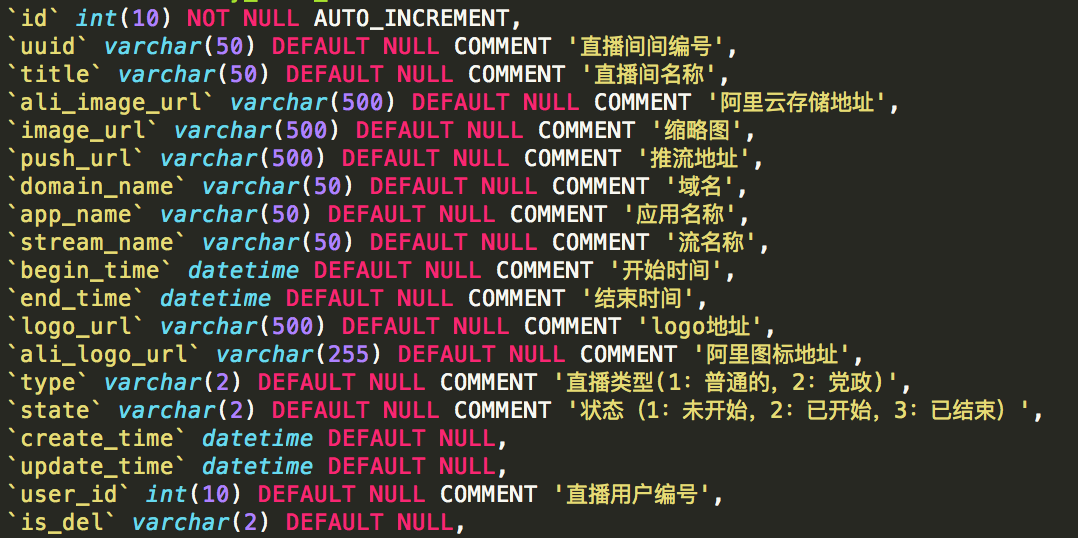 `id` int(10) NOT NULL AUTO_INCREMENT,
`uuid` varchar(50) DEFAULT NULL COMMENT '直播间间编号',
`title` varchar(50) DEFAULT NULL COMMENT '直播间名称',
`ali_image_url` varchar(500) DEFAULT NULL COMMENT '阿里云存储地址',
`image_url` varchar(500) DEFAULT NULL COMMENT '缩略图',
`push_url` varchar(500) DEFAULT NULL COMMENT '推流地址',
`domain_name` varchar(50) DEFAULT NULL COMMENT '域名',
`app_name` varchar(50) DEFAULT NULL COMMENT '应用名称',
`stream_name` varchar(50) DEFAULT NULL COMMENT '流名称',
`begin_time` datetime DEFAULT NULL COMMENT '开始时间',
`end_time` datetime DEFAULT NULL COMMENT '结束时间',
`logo_url` varchar(500) DEFAULT NULL COMMENT 'logo地址',
`ali_logo_url` varchar(255) DEFAULT NULL COMMENT '阿里图标地址',
`type` varchar(2) DEFAULT NULL COMMENT '直播类型(1：普通的，2：党政)',
`state` varchar(2) DEFAULT NULL COMMENT '状态（1：未开始，2：已开始，3：已结束）',
`create_time` datetime DEFAULT NULL,
`update_time` datetime DEFAULT NULL,
`user_id` int(10) DEFAULT NULL COMMENT '直播用户编号',
`is_del` varchar(2) DEFAULT NULL,